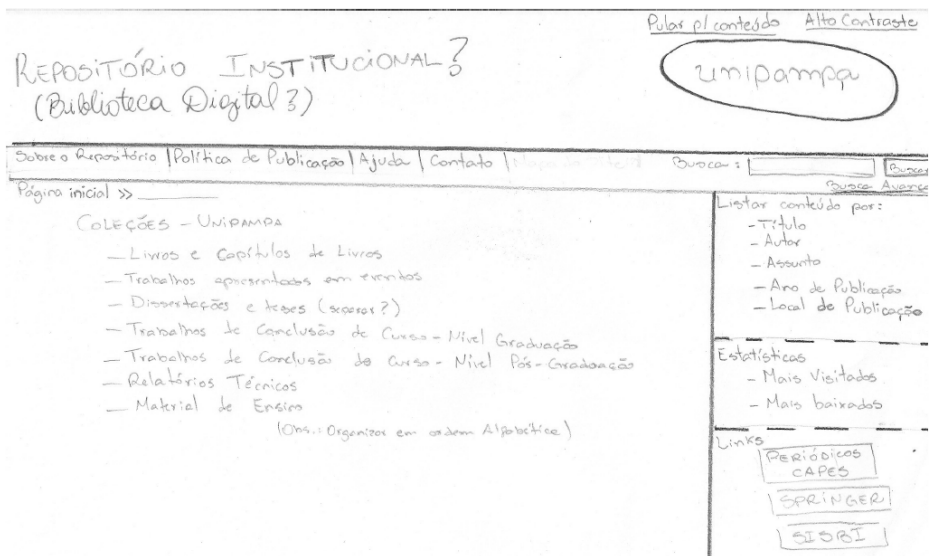 Pular p/ conteúdo Alto Contraste
REPOSITÓRIO INSTITUCIONAL?
(Biblioteca Digital?)
unipampa
Sobre o Repositório | Política de Publicação | Ajuda | Contato |
Busca: Buscar
Busca Avança
Página inicial >>
COLEÇÕES - UNIPAMPA
- Livros e Capítulos de Livros
- Trabalhos apresentados em eventos
- Dissertações e teses (separar?)
- Trabalhos de Conclusão de Curso - Nível Graduação
- Trabalhos de Conclusão de Curso - Nível Pós-Graduação
- Relatórios Técnicos
- Material de Ensino
(Obs.: Organizar em ordem Alfabética)
Listar conteúdo por:
- Título
- Autor
- Assunto
- Ano de Publicação
- Local de Publicação
Estatísticas
- Mais Visitados
- Mais baixados
Links
PERIÓDICOS
CAPES
SPRINGER
SISBI